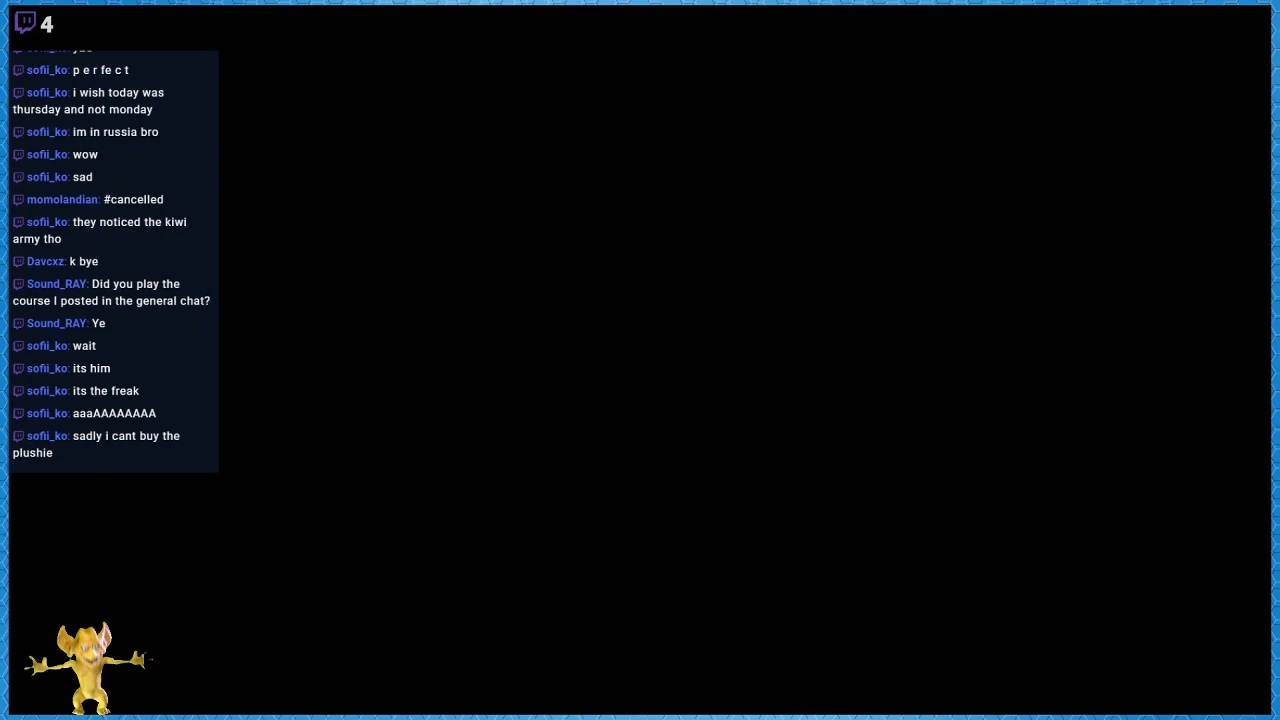 4
sofii_ko: p e r fe c t
sofii_ko: i wish today was
thursday and not monday
sofii_ko: im in russia bro
sofii_ko: wow
sofii_ko: sad
momolandian: #cancelled
sofii_ko: they noticed the kiwi
army tho
Davcxz: k bye
Sound_RAY: Did you play the
course I posted in the general chat?
Sound_RAY: Ye
sofii_ko: wait
sofii_ko: its him
sofii_ko: its the freak
sofii_ko: aaaAAAAAAAA
sofii_ko: sadly i cant buy the
plushie